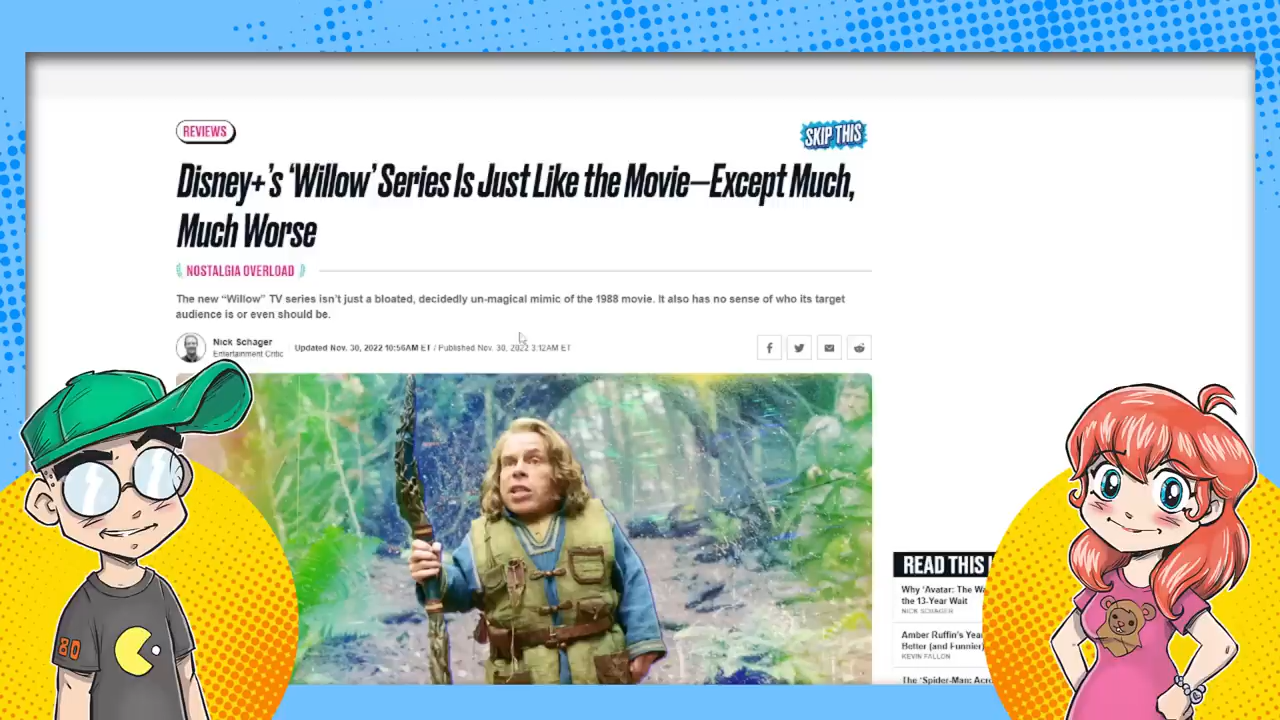 REVIEWS
SKIP THIS
Disney+'s 'Willow' Series Is Just Like the Movie—Except Much,
Much Worse
NOSTALGIA OVERLOAD
The new “Willow” TV series isn’t just a bloated, decidedly un-magical mimic of the 1988 movie. It also has no sense of who its target
audience is or even should be.
Nick Schager
Entertainment Critic
Updated Nov. 30, 2022 10:56AM ET / Published Nov. 30, 2022 3:12AM ET
READ THIS
Why 'Avatar: The Wa
the 13-Year Wait
NICK SCHAGER
Amber Ruffin's Yea
Better (and Funnier)
KEVIN FALLON
The 'Spider-Man: Acro
80